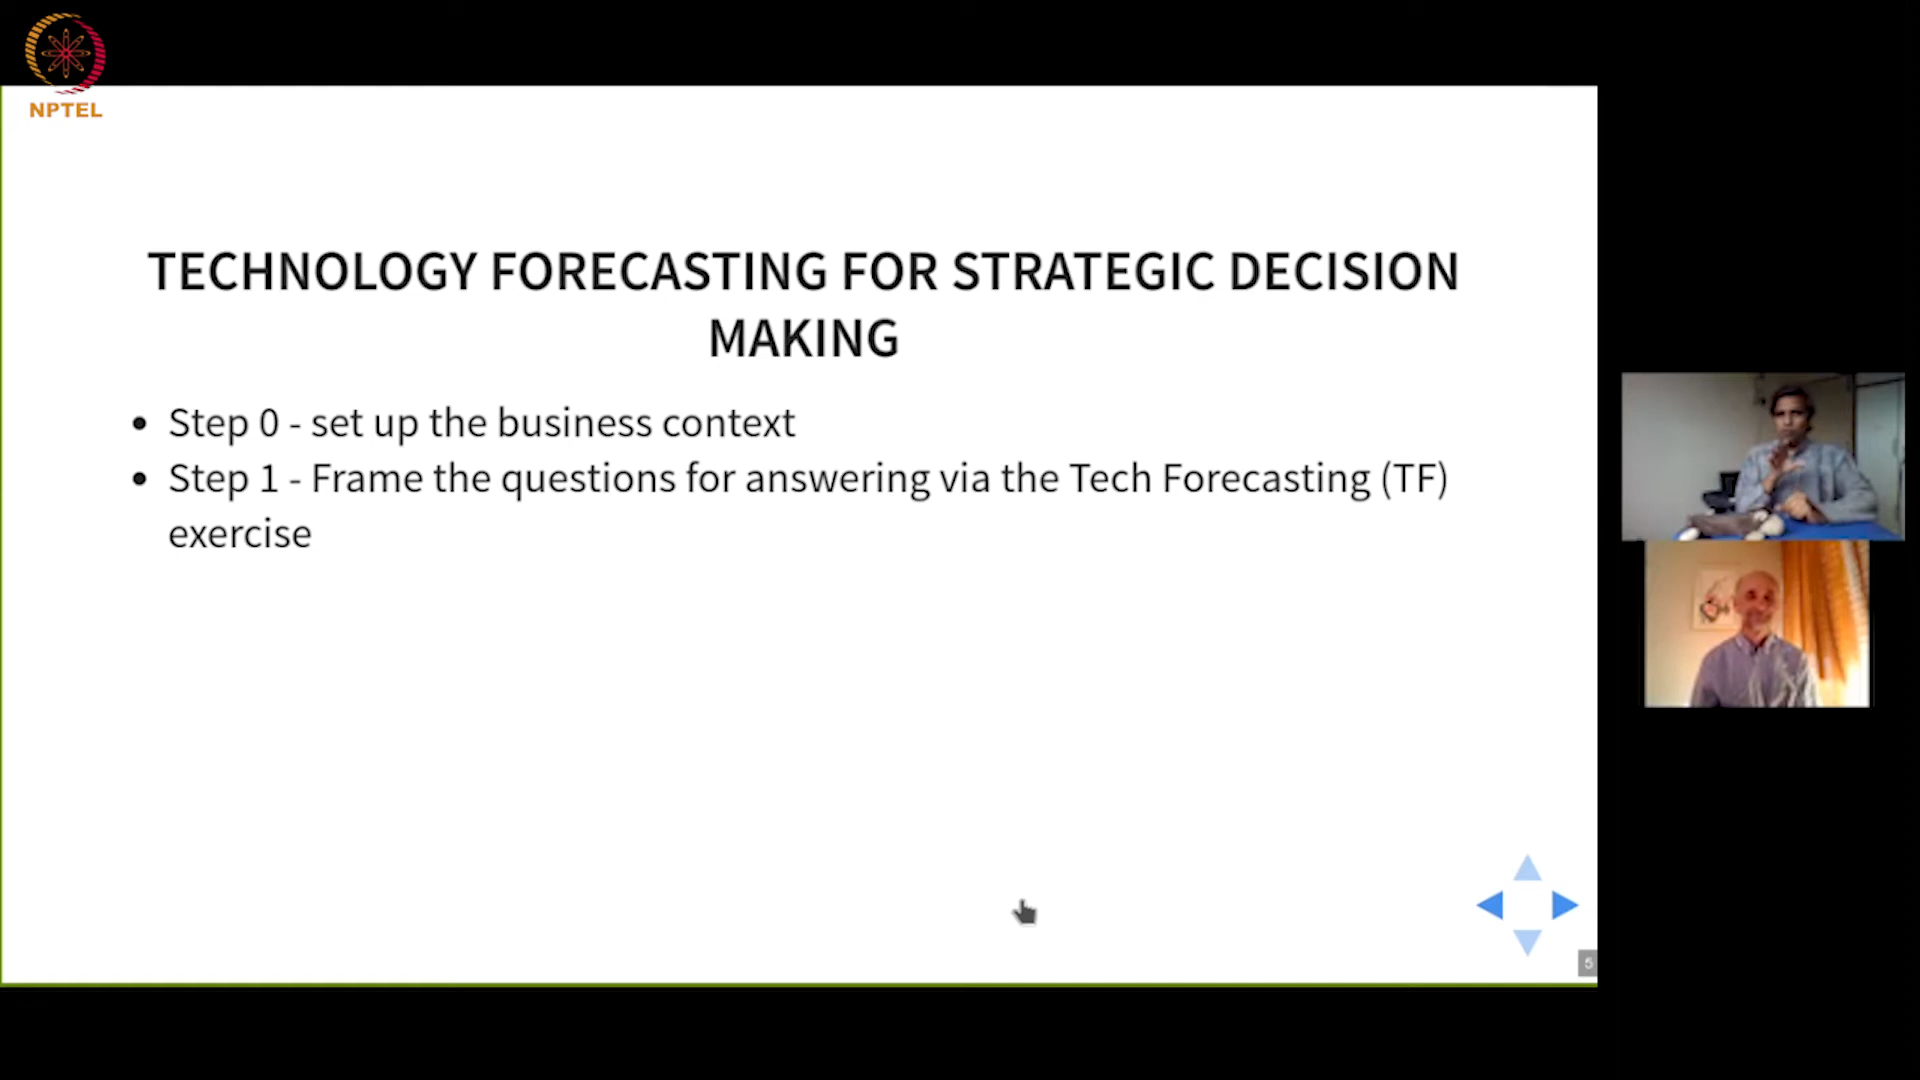 NPTEL
TECHNOLOGY FORECASTING FOR STRATEGIC DECISION
MAKING
• Step 0 - set up the business context
• Step 1 - Frame the questions for answering via the Tech Forecasting (TF)
exercise
5